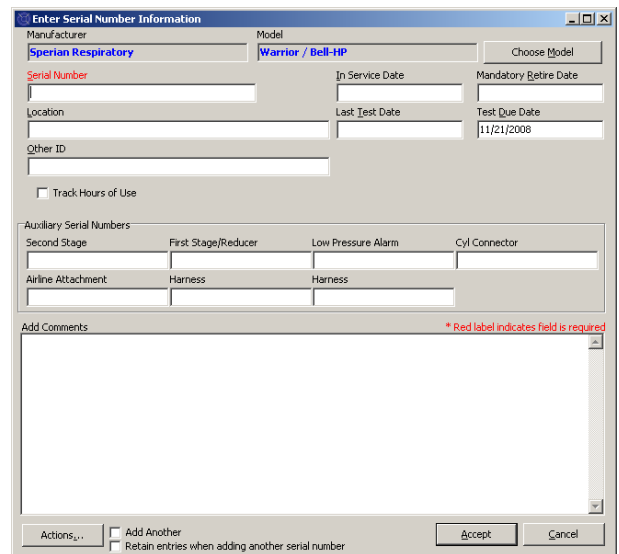 Enter Serial Number Information
Manufacturer Model
Sperian Respiratory Warrior / Bell-HP Choose Model
Serial Number In Service Date Mandatory Retire Date
Location Last Test Date Test Due Date
11/21/2008
Other ID
Track Hours of Use
Auxiliary Serial Numbers
Second Stage First Stage/Reducer Low Pressure Alarm Cyl Connector
Airline Attachment Harness Harness
Add Comments * Red label indicates field is required
Actions... Add Another Accept Cancel
Retain entries when adding another serial number